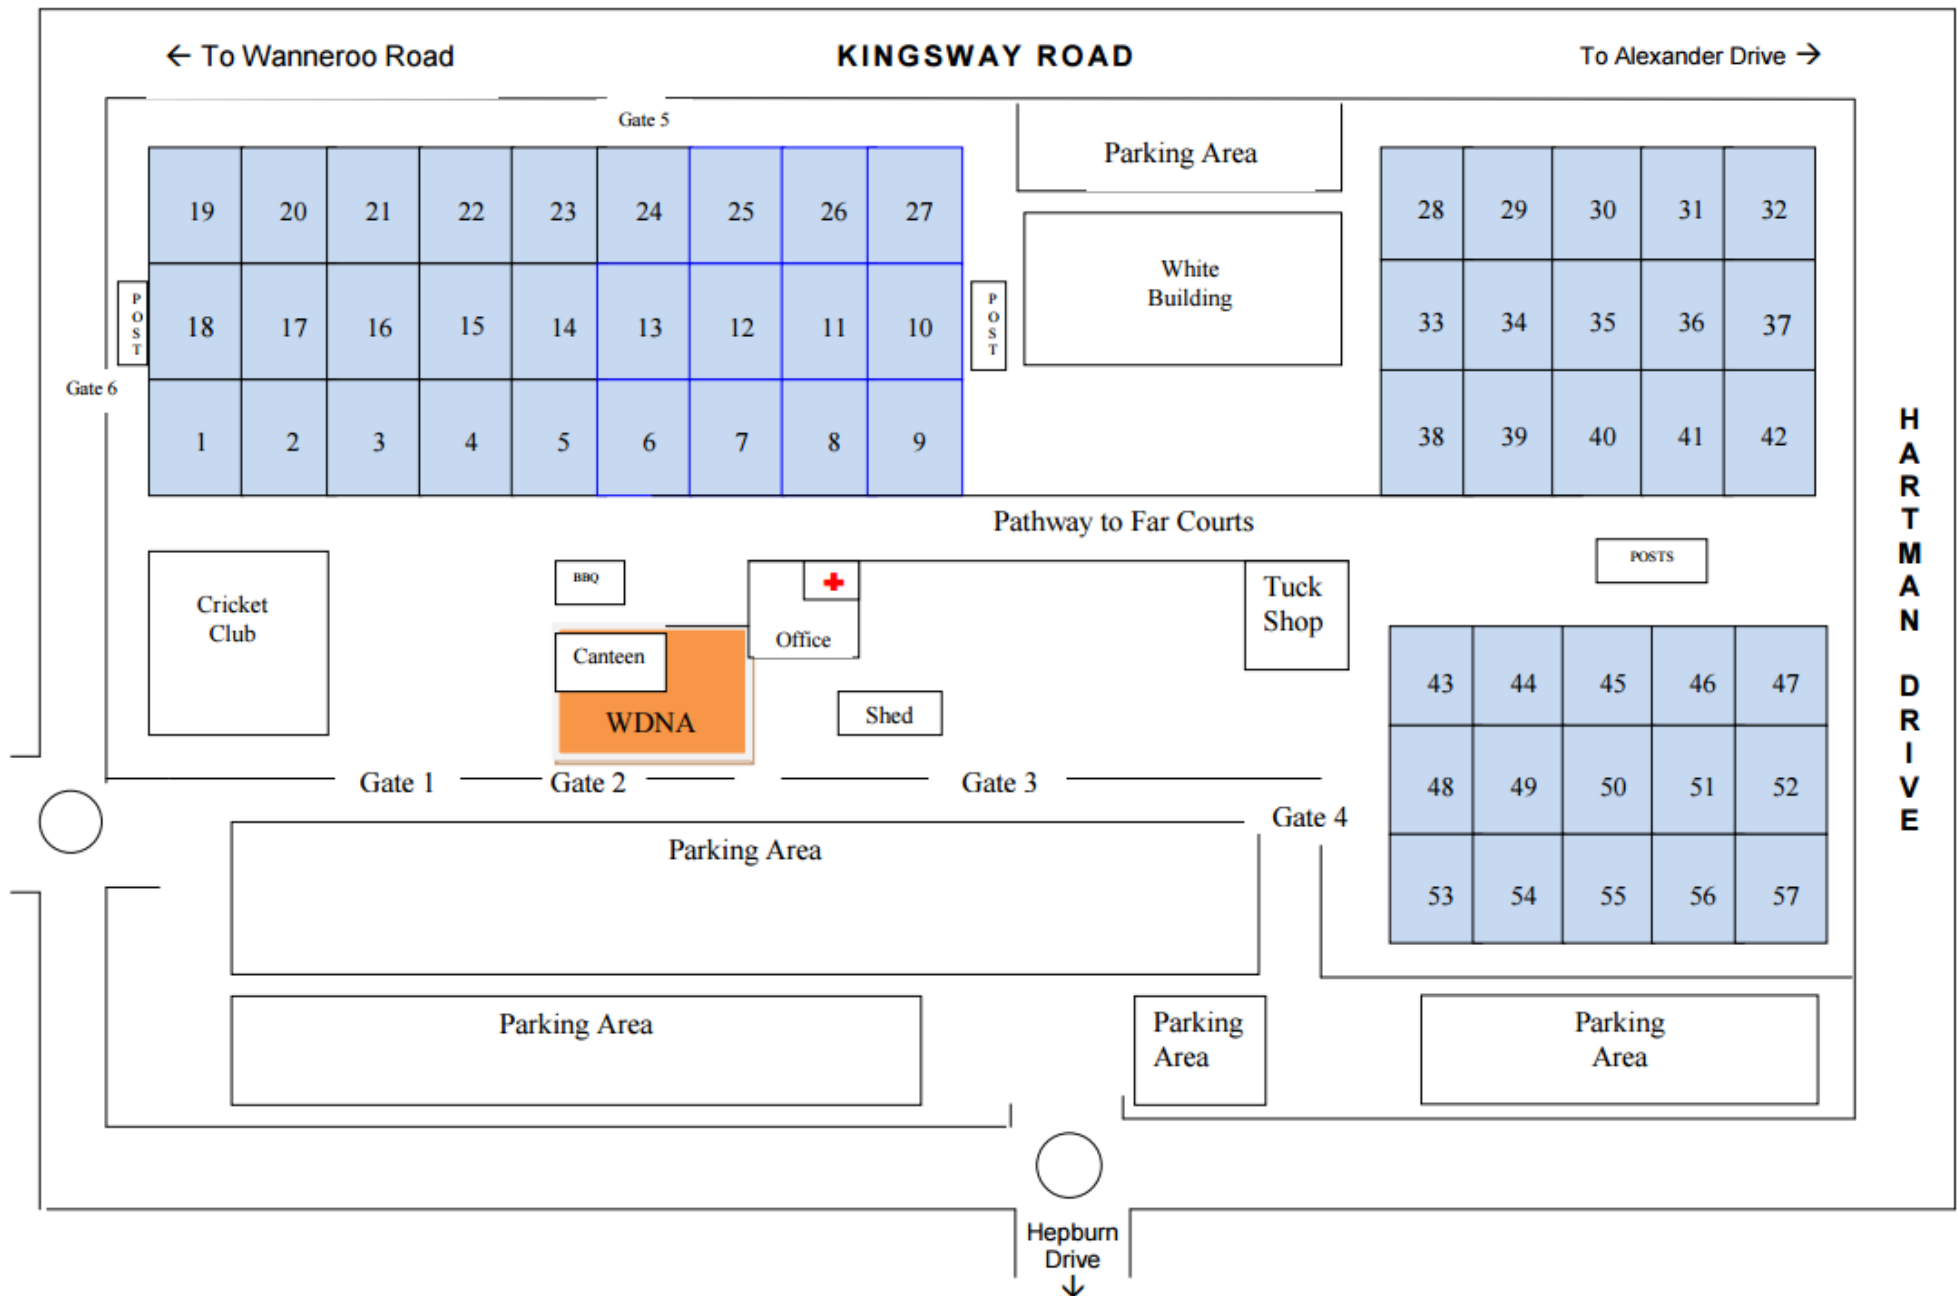 ← To Wanneroo Road
KINGSWAY ROAD
To Alexander Drive →
Gate 5
Parking Area
19 20 21 22 23 24 25 26 27
28 29 30 31 32
White
Building
POST
18 17 16 15 14 13 12 11 10
POST
33 34 35 36 37
Gate 6
1 2 3 4 5 6 7 8 9
38 39 40 41 42
HARTMAN DRIVE
Pathway to Far Courts
POSTS
Cricket
Club
BBQ
Office
Tuck
Shop
Canteen
WDNA
Shed
43 44 45 46 47
Gate 1
Gate 2
Gate 3
Gate 4
48 49 50 51 52
Parking Area
53 54 55 56 57
Parking Area
Parking
Area
Parking
Area
Hepburn
Drive
↓